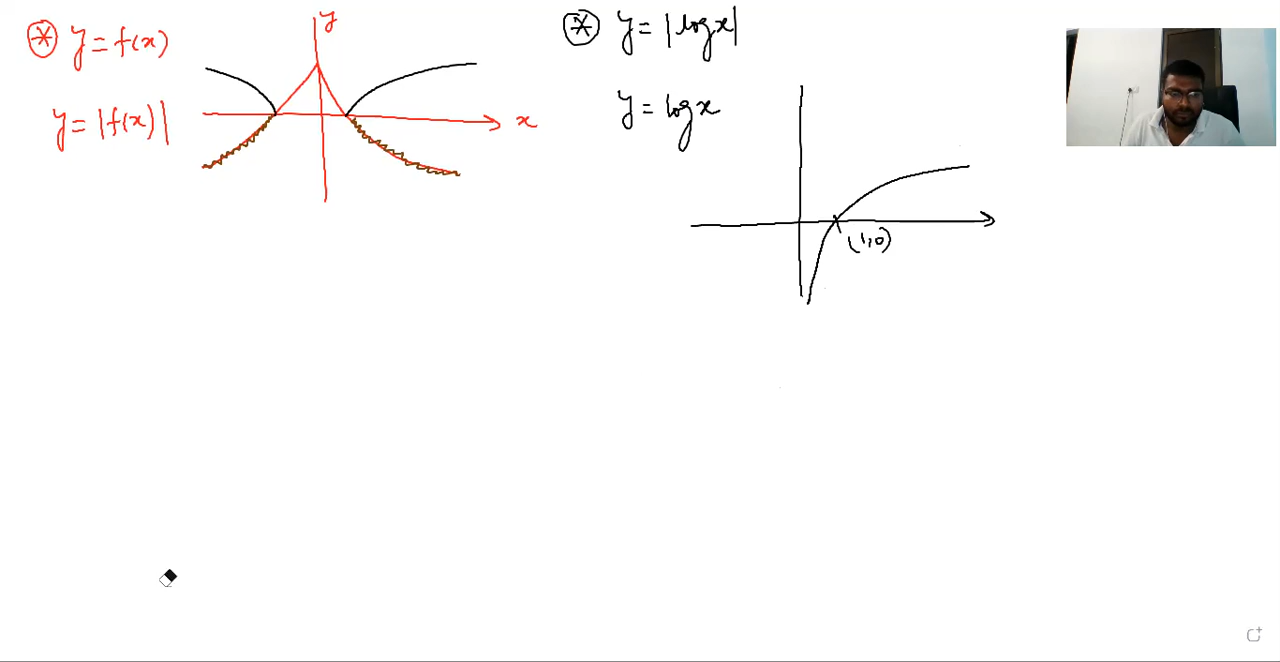 ⊛ y = f(x)
y
y = |f(x)|
x
⊛ y = |log x|
y = log x
(1,0)